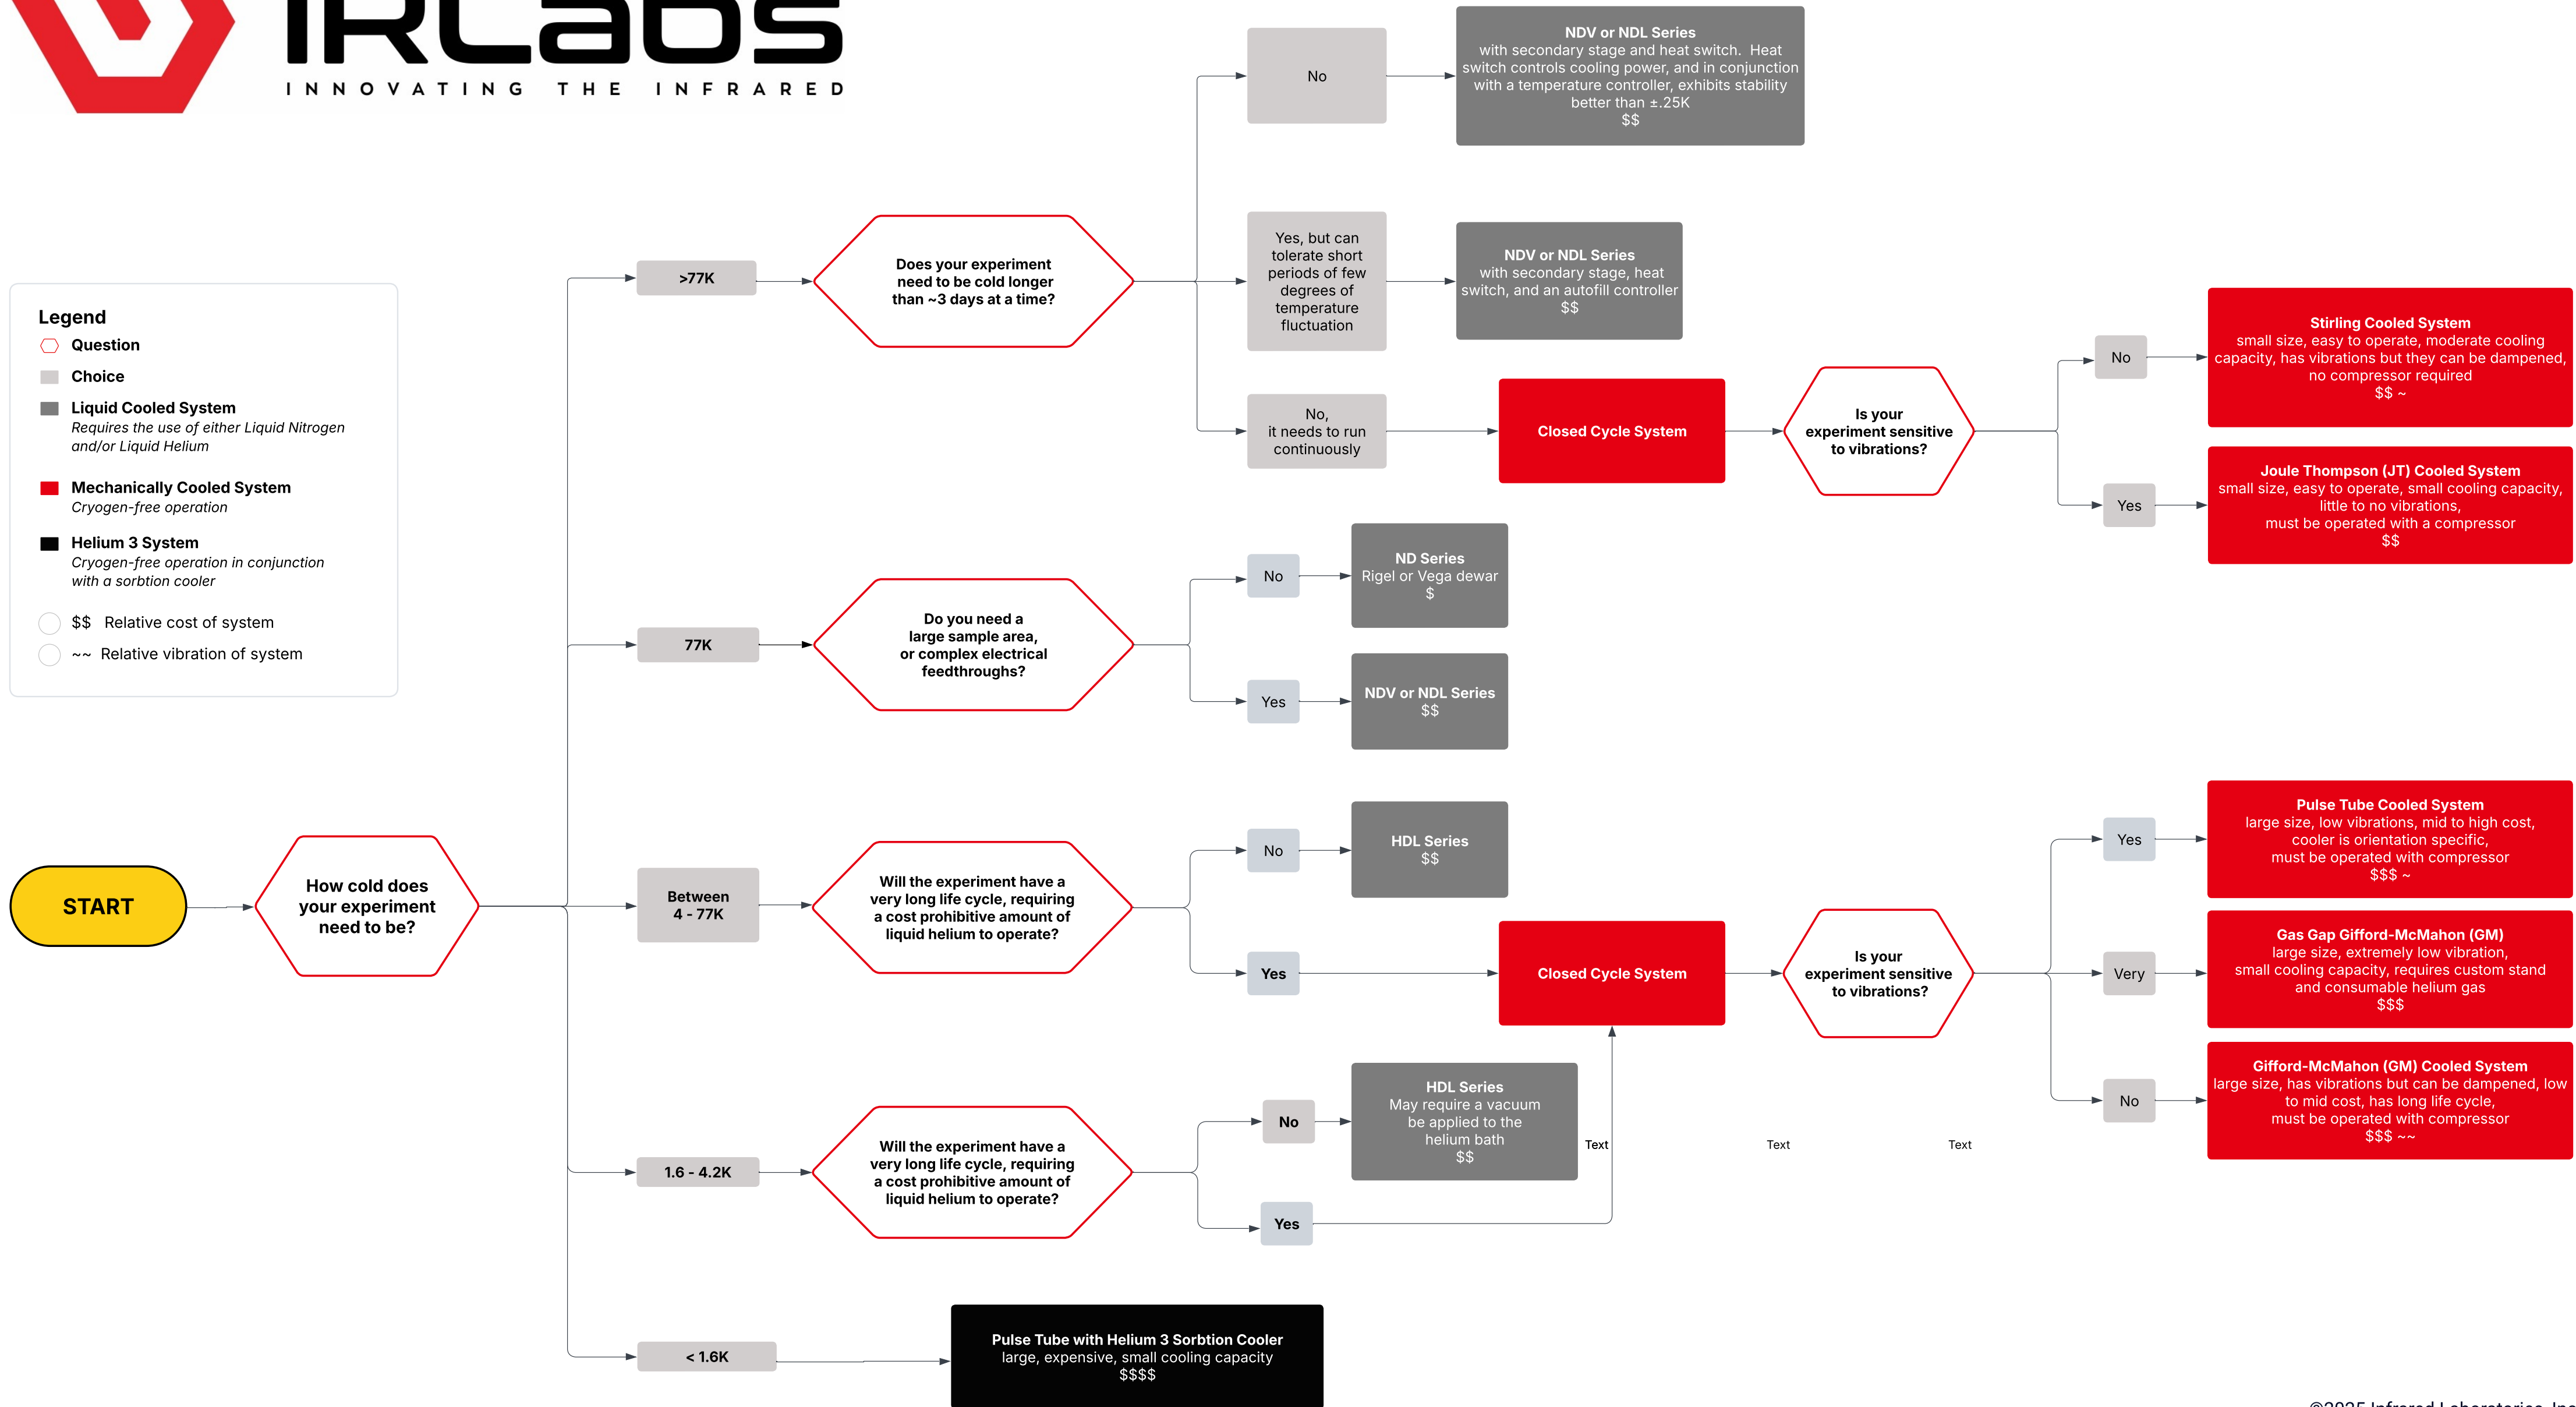 IRLabs
INNOVATING THE INFRARED
Legend
Question
Choice
Liquid Cooled System
Requires the use of either Liquid Nitrogen
and/or Liquid Helium
Mechanically Cooled System
Cryogen-free operation
Helium 3 System
Cryogen-free operation in conjunction
with a sorbtion cooler
$$ Relative cost of system
~~ Relative vibration of system
START
How cold does
your experiment
need to be?
>77K
Does your experiment
need to be cold longer
than ~3 days at a time?
No
NDV or NDL Series
with secondary stage and heat switch. Heat
switch controls cooling power, and in conjunction
with a temperature controller, exhibits stability
better than ±.25K
$$
Yes, but can
tolerate short
periods of few
degrees of
temperature
fluctuation
NDV or NDL Series
with secondary stage, heat
switch, and an autofill controller
$$
No,
it needs to run
continuously
Closed Cycle System
Is your
experiment sensitive
to vibrations?
No
Stirling Cooled System
small size, easy to operate, moderate cooling
capacity, has vibrations but they can be dampened,
no compressor required
$$ ~
Yes
Joule Thompson (JT) Cooled System
small size, easy to operate, small cooling capacity,
little to no vibrations,
must be operated with a compressor
$$
77K
Do you need a
large sample area,
or complex electrical
feedthroughs?
No
ND Series
Rigel or Vega dewar
$
Yes
NDV or NDL Series
$$
Between
4 - 77K
Will the experiment have a
very long life cycle, requiring
a cost prohibitive amount of
liquid helium to operate?
No
HDL Series
$$
Yes
Closed Cycle System
Is your
experiment sensitive
to vibrations?
Yes
Pulse Tube Cooled System
large size, low vibrations, mid to high cost,
cooler is orientation specific,
must be operated with compressor
$$$ ~
Very
Gas Gap Gifford-McMahon (GM)
large size, extremely low vibration,
small cooling capacity, requires custom stand
and consumable helium gas
$$$
No
Gifford-McMahon (GM) Cooled System
large size, has vibrations but can be dampened, low
to mid cost, has long life cycle,
must be operated with compressor
$$$ ~~
1.6 - 4.2K
Will the experiment have a
very long life cycle, requiring
a cost prohibitive amount of
liquid helium to operate?
No
HDL Series
May require a vacuum
be applied to the
helium bath
$$
Text
Text
Text
Yes
< 1.6K
Pulse Tube with Helium 3 Sorbtion Cooler
large, expensive, small cooling capacity
$$$$
©2025 Infrared Laboratories, Inc